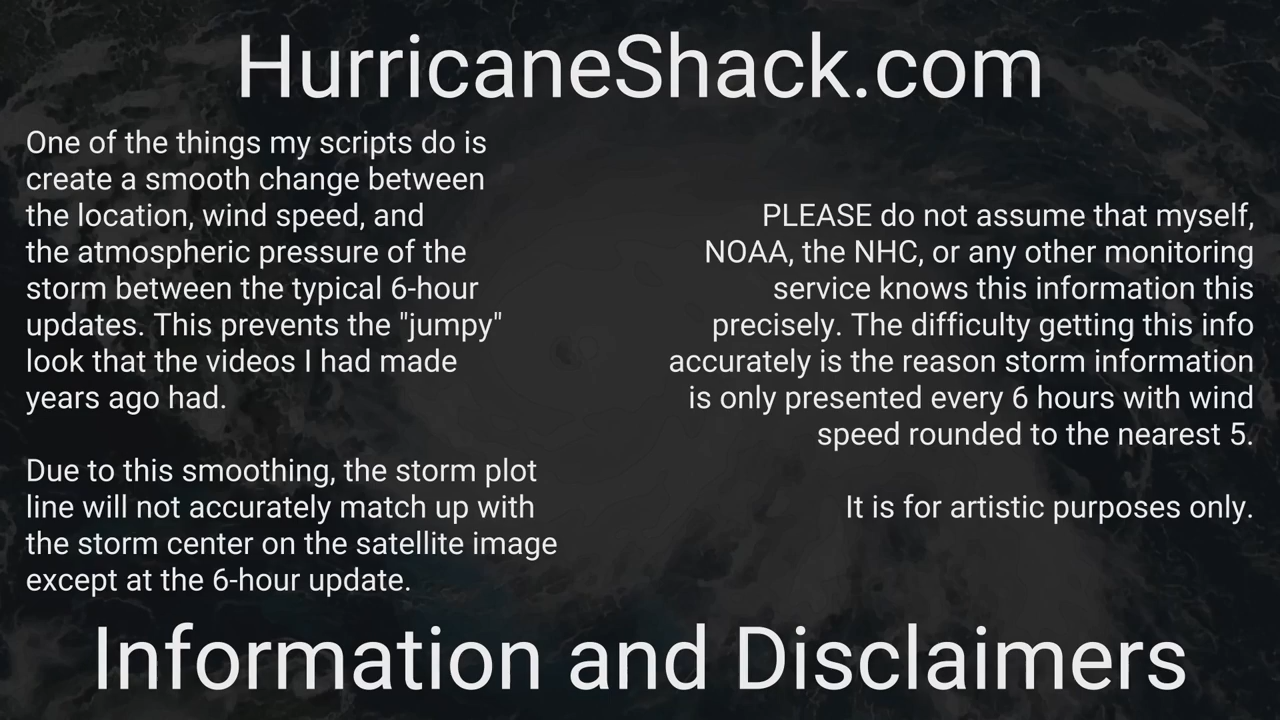 HurricaneShack.com
One of the things my scripts do is
create a smooth change between
the location, wind speed, and
the atmospheric pressure of the
storm between the typical 6-hour
updates. This prevents the "jumpy"
look that the videos I had made
years ago had.
Due to this smoothing, the storm plot
line will not accurately match up with
the storm center on the satellite image
except at the 6-hour update.
PLEASE do not assume that myself,
NOAA, the NHC, or any other monitoring
service knows this information this
precisely. The difficulty getting this info
accurately is the reason storm information
is only presented every 6 hours with wind
speed rounded to the nearest 5.
It is for artistic purposes only.
Information and Disclaimers